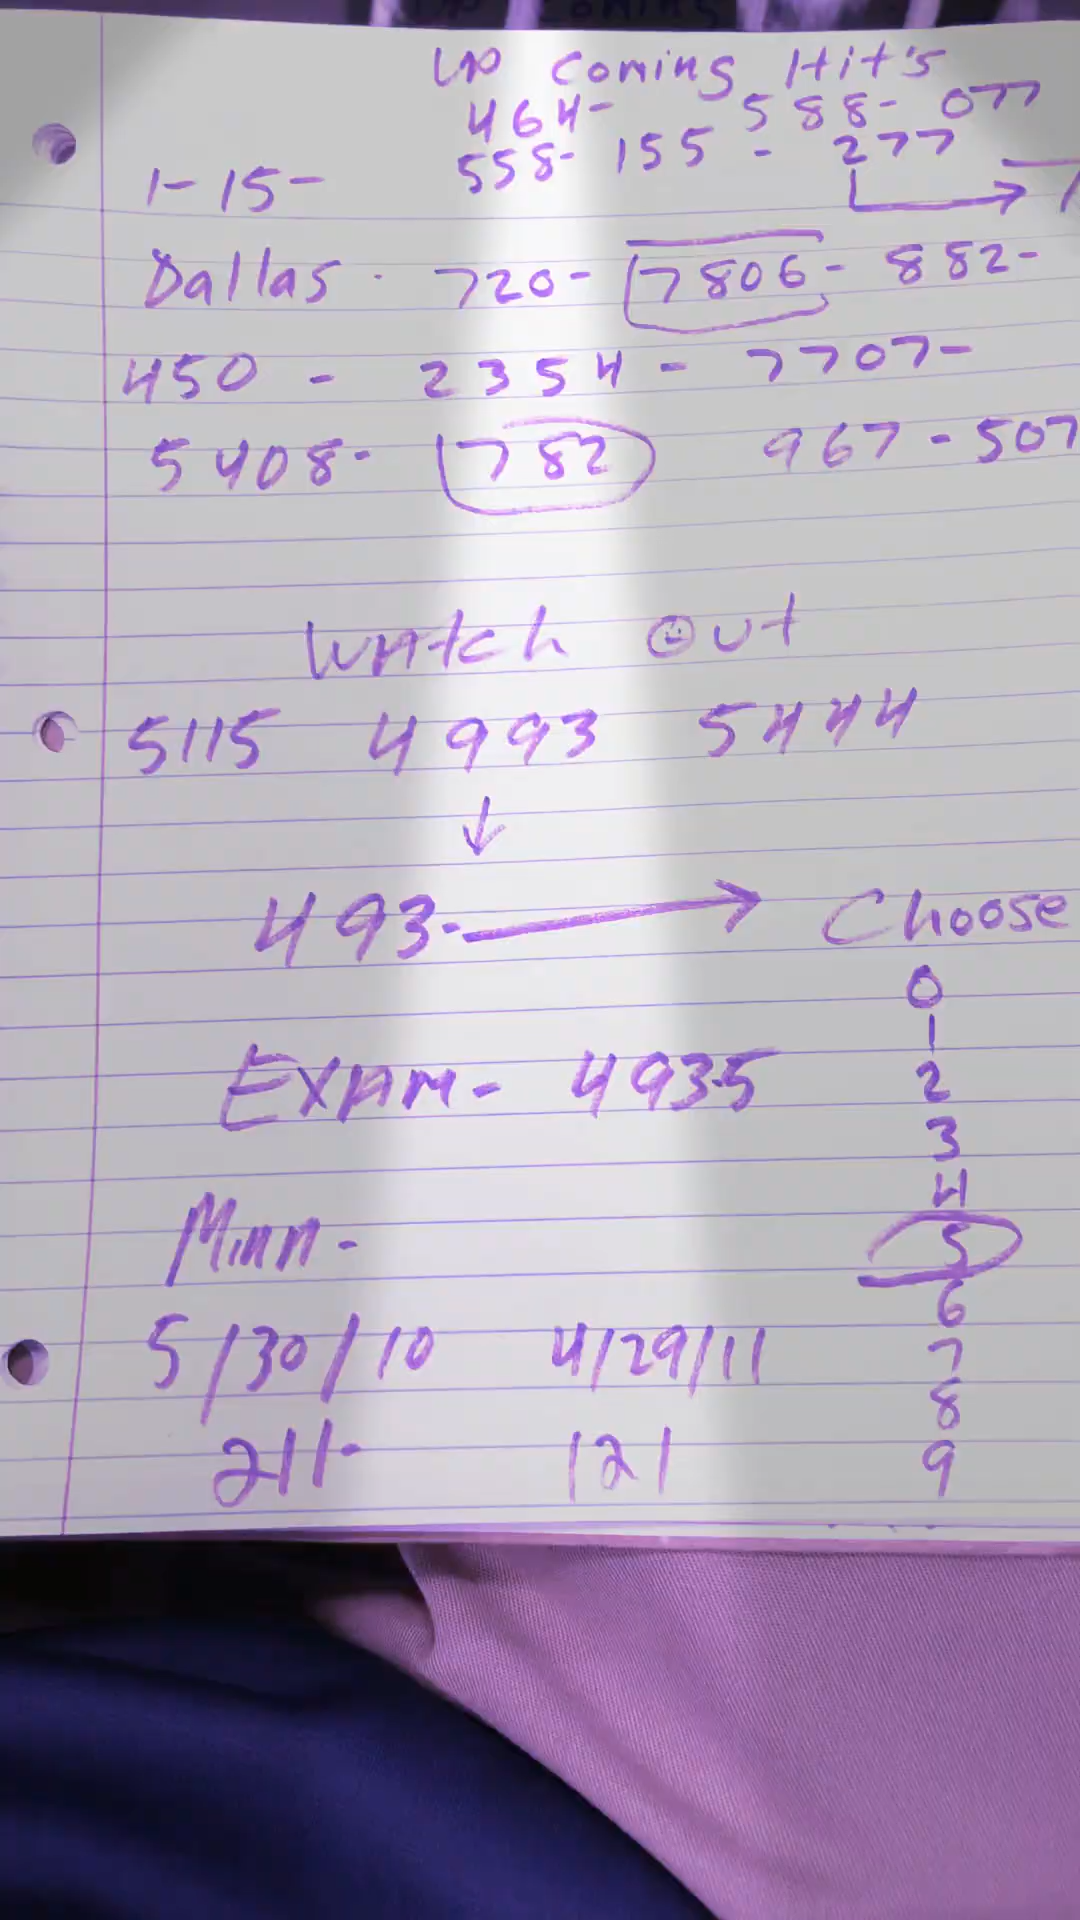 Up Coming Hit's
464- 588- 077
558- 155 - 277
1-15-
Dallas - 720- 7806- 882-
450 - 2354 - 7707-
5408- 782 967 - 507
Watch Out
5115 4993 5444
493- Choose
0
1
2
Exam - 4935
3
4
Minn -
5
6
5/30/10 4/29/11
7
8
211- 121
9